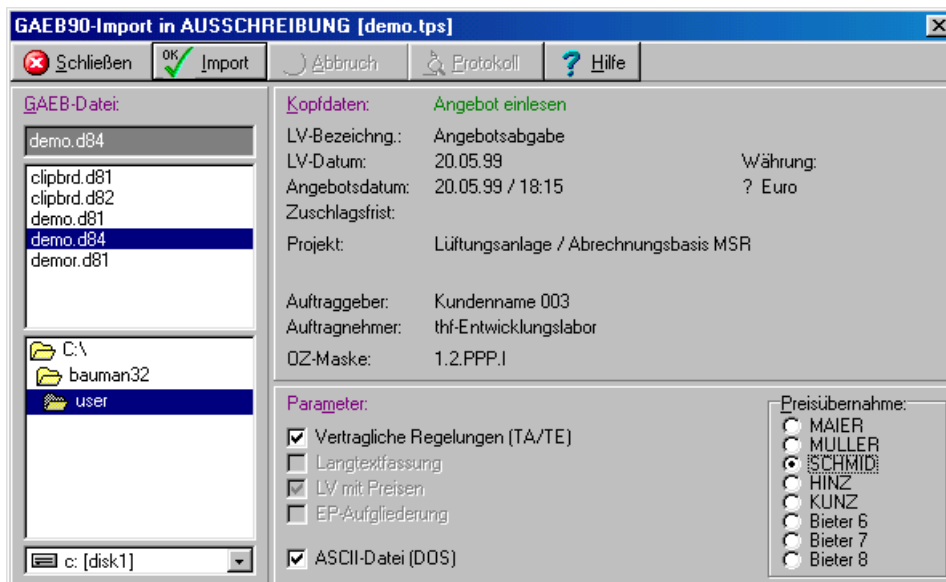 GAEB90-Import in AUSSCHREIBUNG [demo.tps]
Schließen OK Import Abbruch Protokoll ? Hilfe
GAEB-Datei:
demo.d84
clipbrd.d81
clipbrd.d82
demo.d81
demo.d84
demor.d81
C:\
bauman32
user
c: [disk1]
Kopfdaten: Angebot einlesen
LV-Bezeichng.: Angebotsabgabe
LV-Datum: 20.05.99 Währung:
Angebotsdatum: 20.05.99 / 18:15 ? Euro
Zuschlagsfrist:
Projekt: Lüftungsanlage / Abrechnungsbasis MSR
Auftraggeber: Kundenname 003
Auftragnehmer: thf-Entwicklungslabor
OZ-Maske: 1.2.PPP.I
Parameter:
Vertragliche Regelungen (TA/TE)
Langtextfassung
LV mit Preisen
EP-Aufgliederung
ASCII-Datei (DOS)
Preisübernahme:
MAIER
MULLER
SCHMID
HINZ
KUNZ
Bieter 6
Bieter 7
Bieter 8